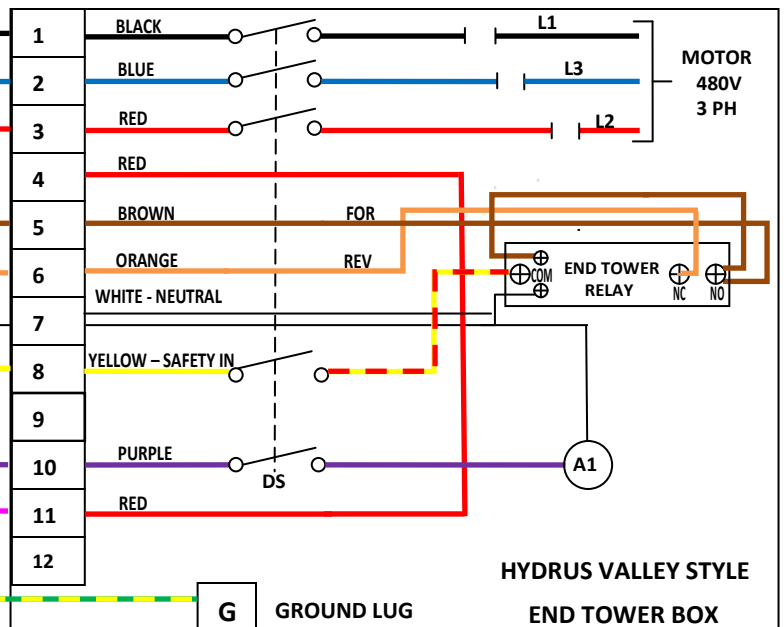 1
BLACK
L1
2
BLUE
L3
MOTOR
480V
3 PH
3
RED
L2
4
RED
5
BROWN
FOR
6
ORANGE
REV
COM
END TOWER
RELAY
NC
NO
WHITE - NEUTRAL
7
8
YELLOW – SAFETY IN
9
10
PURPLE
DS
A1
11
RED
12
HYDRUS VALLEY STYLE
END TOWER BOX
G
GROUND LUG